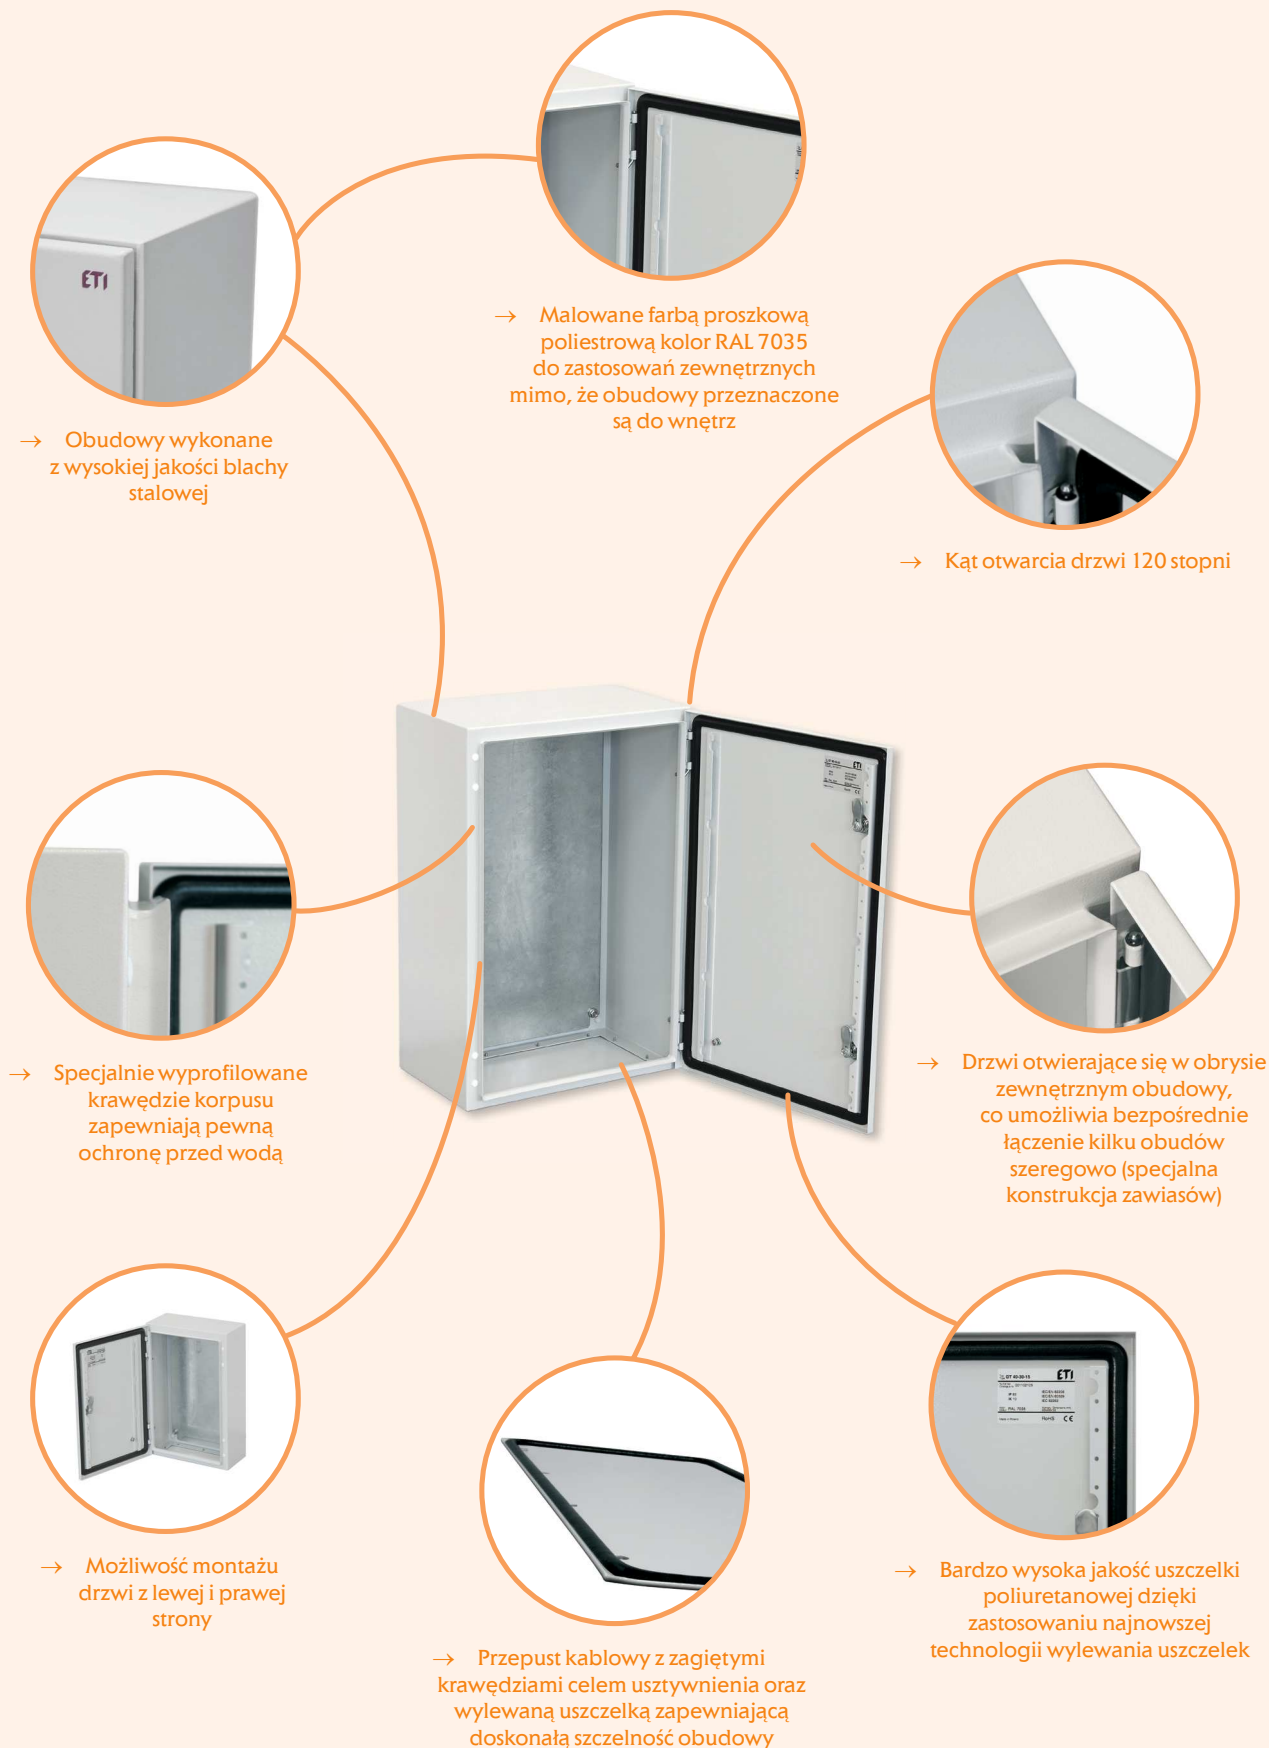 ETI
→ Malowane farbą proszkową
poliestrową kolor RAL 7035
do zastosowań zewnętrznych
mimo, że obudowy przeznaczone
są do wnętrz
→ Obudowy wykonane
z wysokiej jakości blachy
stalowej
→ Kąt otwarcia drzwi 120 stopni
ETI
→ Specjalnie wyprofilowane
krawędzie korpusu
zapewniają pewną
ochronę przed wodą
→ Drzwi otwierające się w obrysie
zewnętrznym obudowy,
co umożliwia bezpośrednie
łączenie kilku obudów
szeregowo (specjalna
konstrukcja zawiasów)
ETI
→ Możliwość montażu
drzwi z lewej i prawej
strony
→ Bardzo wysoka jakość uszczelki
poliuretanowej dzięki
zastosowaniu najnowszej
technologii wylewania uszczelek
→ Przepust kablowy z zagiętymi
krawędziami celem usztywnienia oraz
wylewaną uszczelką zapewniającą
doskonałą szczelność obudowy